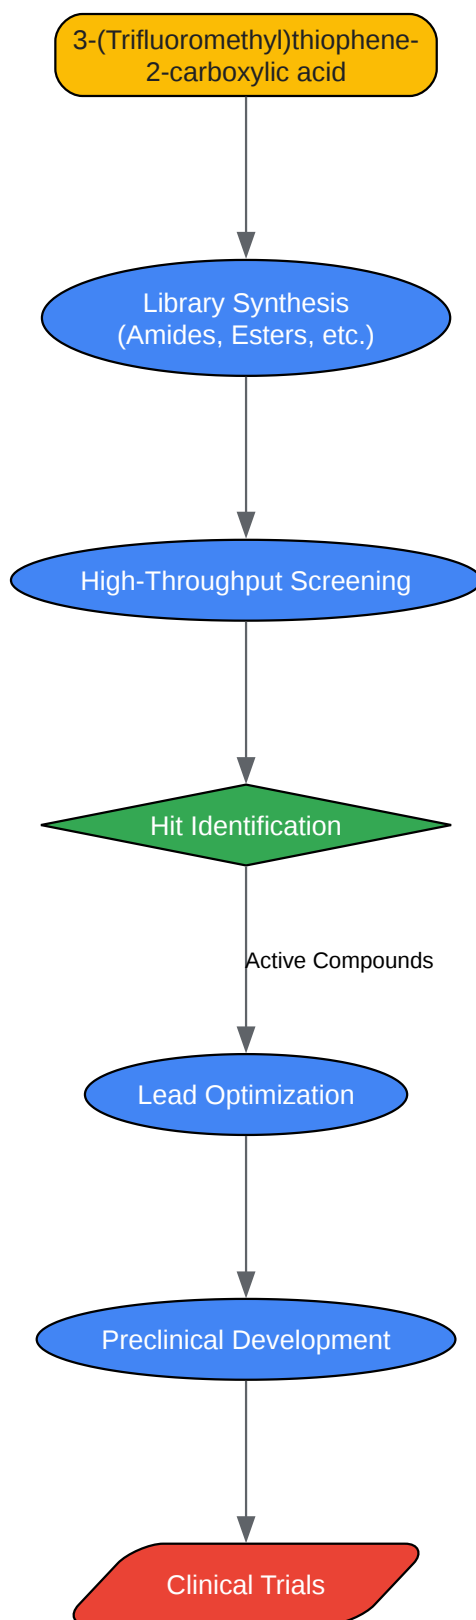 3-(Trifluoromethyl)thiophene-
2-carboxylic acid
Library Synthesis
(Amides, Esters, etc.)
High-Throughput Screening
Hit Identification
Active Compounds
Lead Optimization
Preclinical Development
Clinical Trials